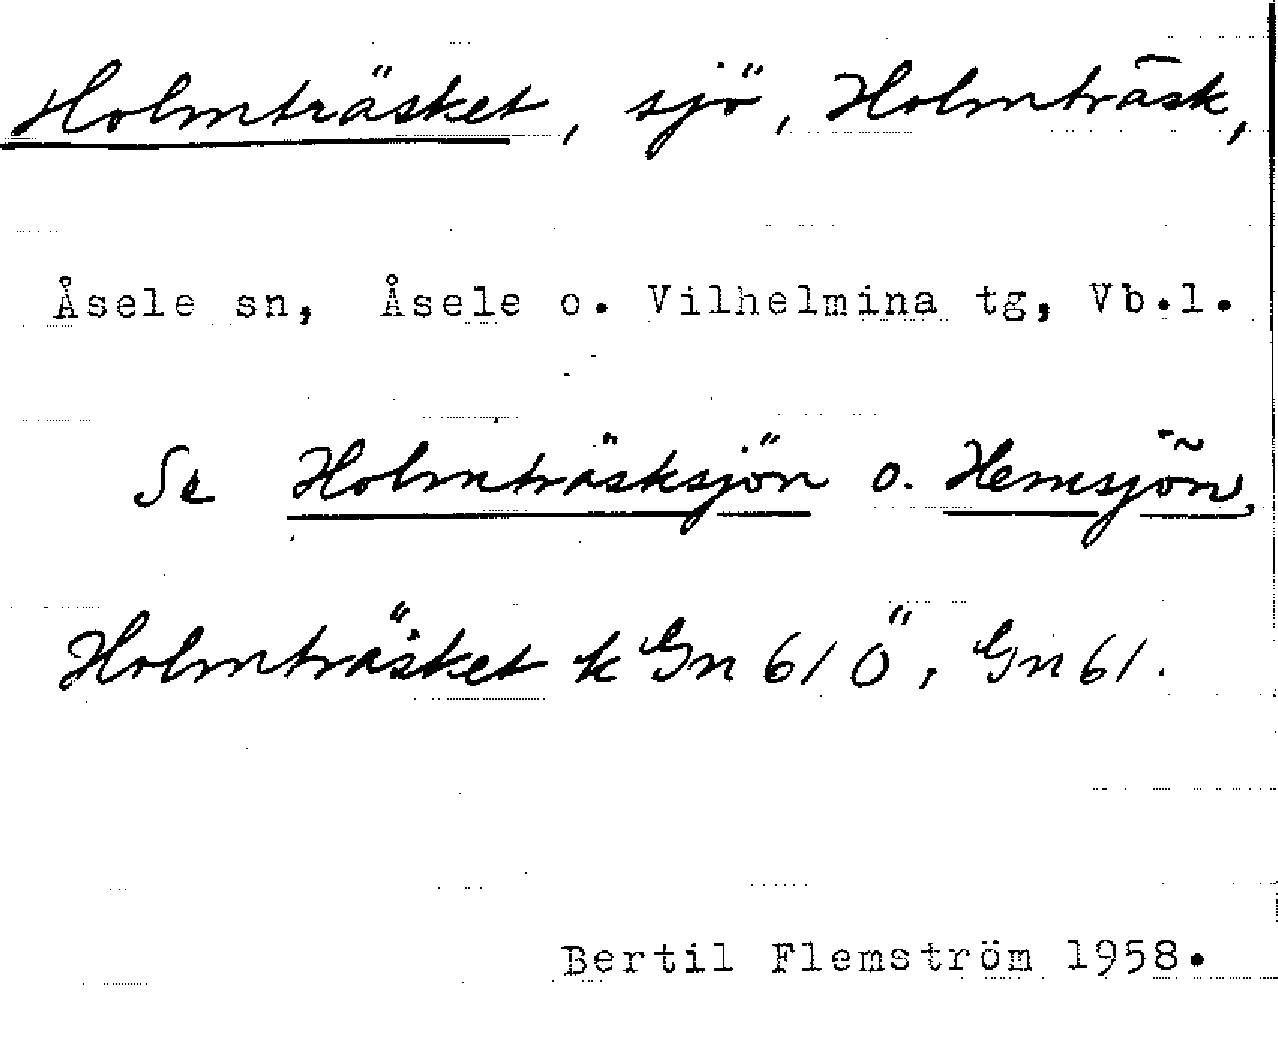 Holmträsket, sjö, Holmträsk,
Åsele sn, Åsele o. Vilhelmina tg, Vb.l.
Se Holmträsksjön o. Hemsjön,
Holmträsket k Gn 61 Ö, Gn 61.
Bertil Flemström 1958.